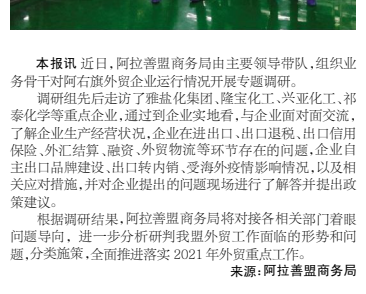 本报讯 近日，阿拉善盟商务局由主要领导带队，组织业
务骨干对阿右旗外贸企业运行情况开展专题调研。
调研组先后走访了雅盐化集团、隆宝化工、兴亚化工、祁
泰化学等重点企业，通过到企业实地看，与企业面对面交流，
了解企业生产经营状况，企业在进出口、出口退税、出口信用
保险、外汇结算、融资、外贸物流等环节存在的问题，企业自
主出口品牌建设、出口转内销、受海外疫情影响情况，以及相
关应对措施，并对企业提出的问题现场进行了解答并提出政
策建议。
根据调研结果，阿拉善盟商务局将对接各相关部门着眼
问题导向，进一步分析研判我盟外贸工作面临的形势和问
题，分类施策，全面推进落实 2021 年外贸重点工作。
来源：阿拉善盟商务局